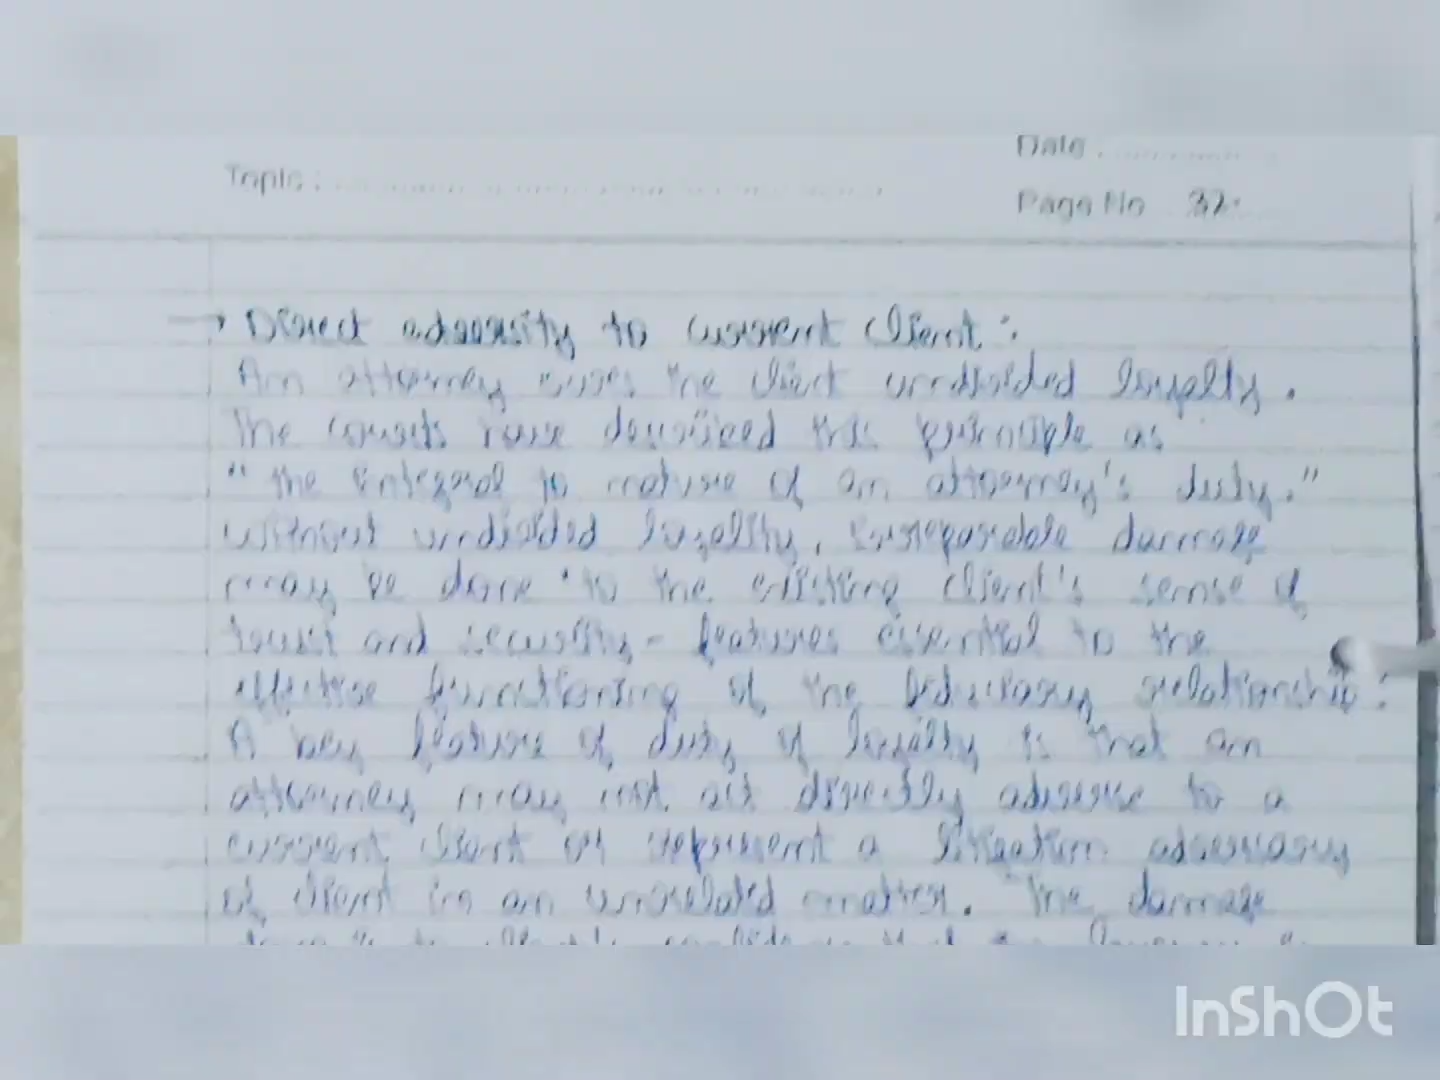 Date : ..............
Topic : ..............................
Page No 32.
→ Direct adversity to current client :
An attorney owes the client undivided loyalty.
The courts have described this principle as
"the integral to nature of an attorney's duty."
without undivided loyality, irreparable damage
may be done "to the existing client's sense of
trust and security - features essential to the
effective functioning of the fiduciary relationship.
A key feature of duty of loyalty is that an
attorney may not act directly adverse to a
current client or represent a litigation adversary
of client in an unrelated matter. The damage
InShOt